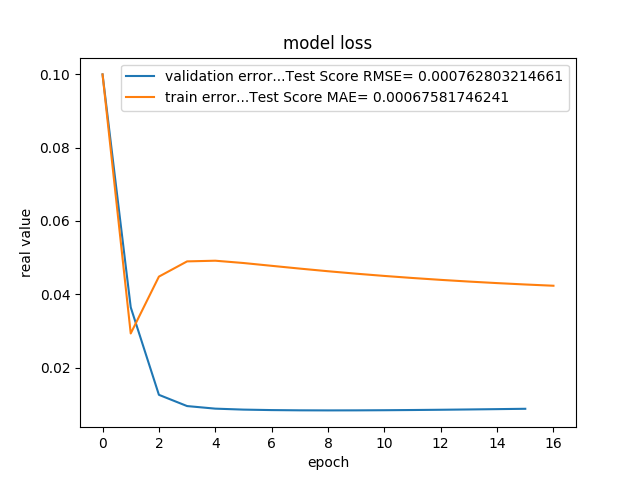 model loss
validation error...Test Score RMSE= 0.000762803214661
train error...Test Score MAE= 0.00067581746241
real value
0.10
0.08
0.06
0.04
0.02
0 2 4 6 8 10 12 14 16
epoch